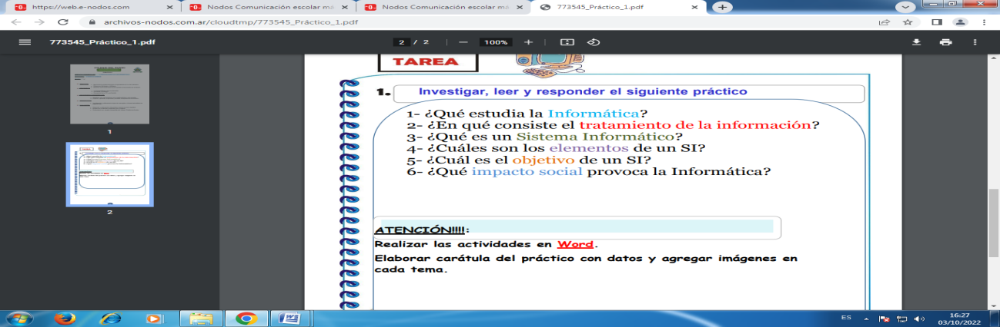 https://web.e-nodos.com
Nodos Comunicación escolar má
Nodos Comunicación escolar má
773545_Práctico_1.pdf
archivos-nodos.com.ar/cloudtmp/773545_Práctico_1.pdf
773545_Práctico_1.pdf
2 / 2
100%
1
2
TAREA
1. Investigar, leer y responder el siguiente práctico
1- ¿Qué estudia la Informática?
2- ¿En qué consiste el tratamiento de la información?
3- ¿Qué es un Sistema Informático?
4- ¿Cuáles son los elementos de un SI?
5- ¿Cuál es el objetivo de un SI?
6- ¿Qué impacto social provoca la Informática?
ATENCIÓN!!!!:
Realizar las actividades en Word.
Elaborar carátula del práctico con datos y agregar imágenes en
cada tema.
ES
16:27
03/10/2022